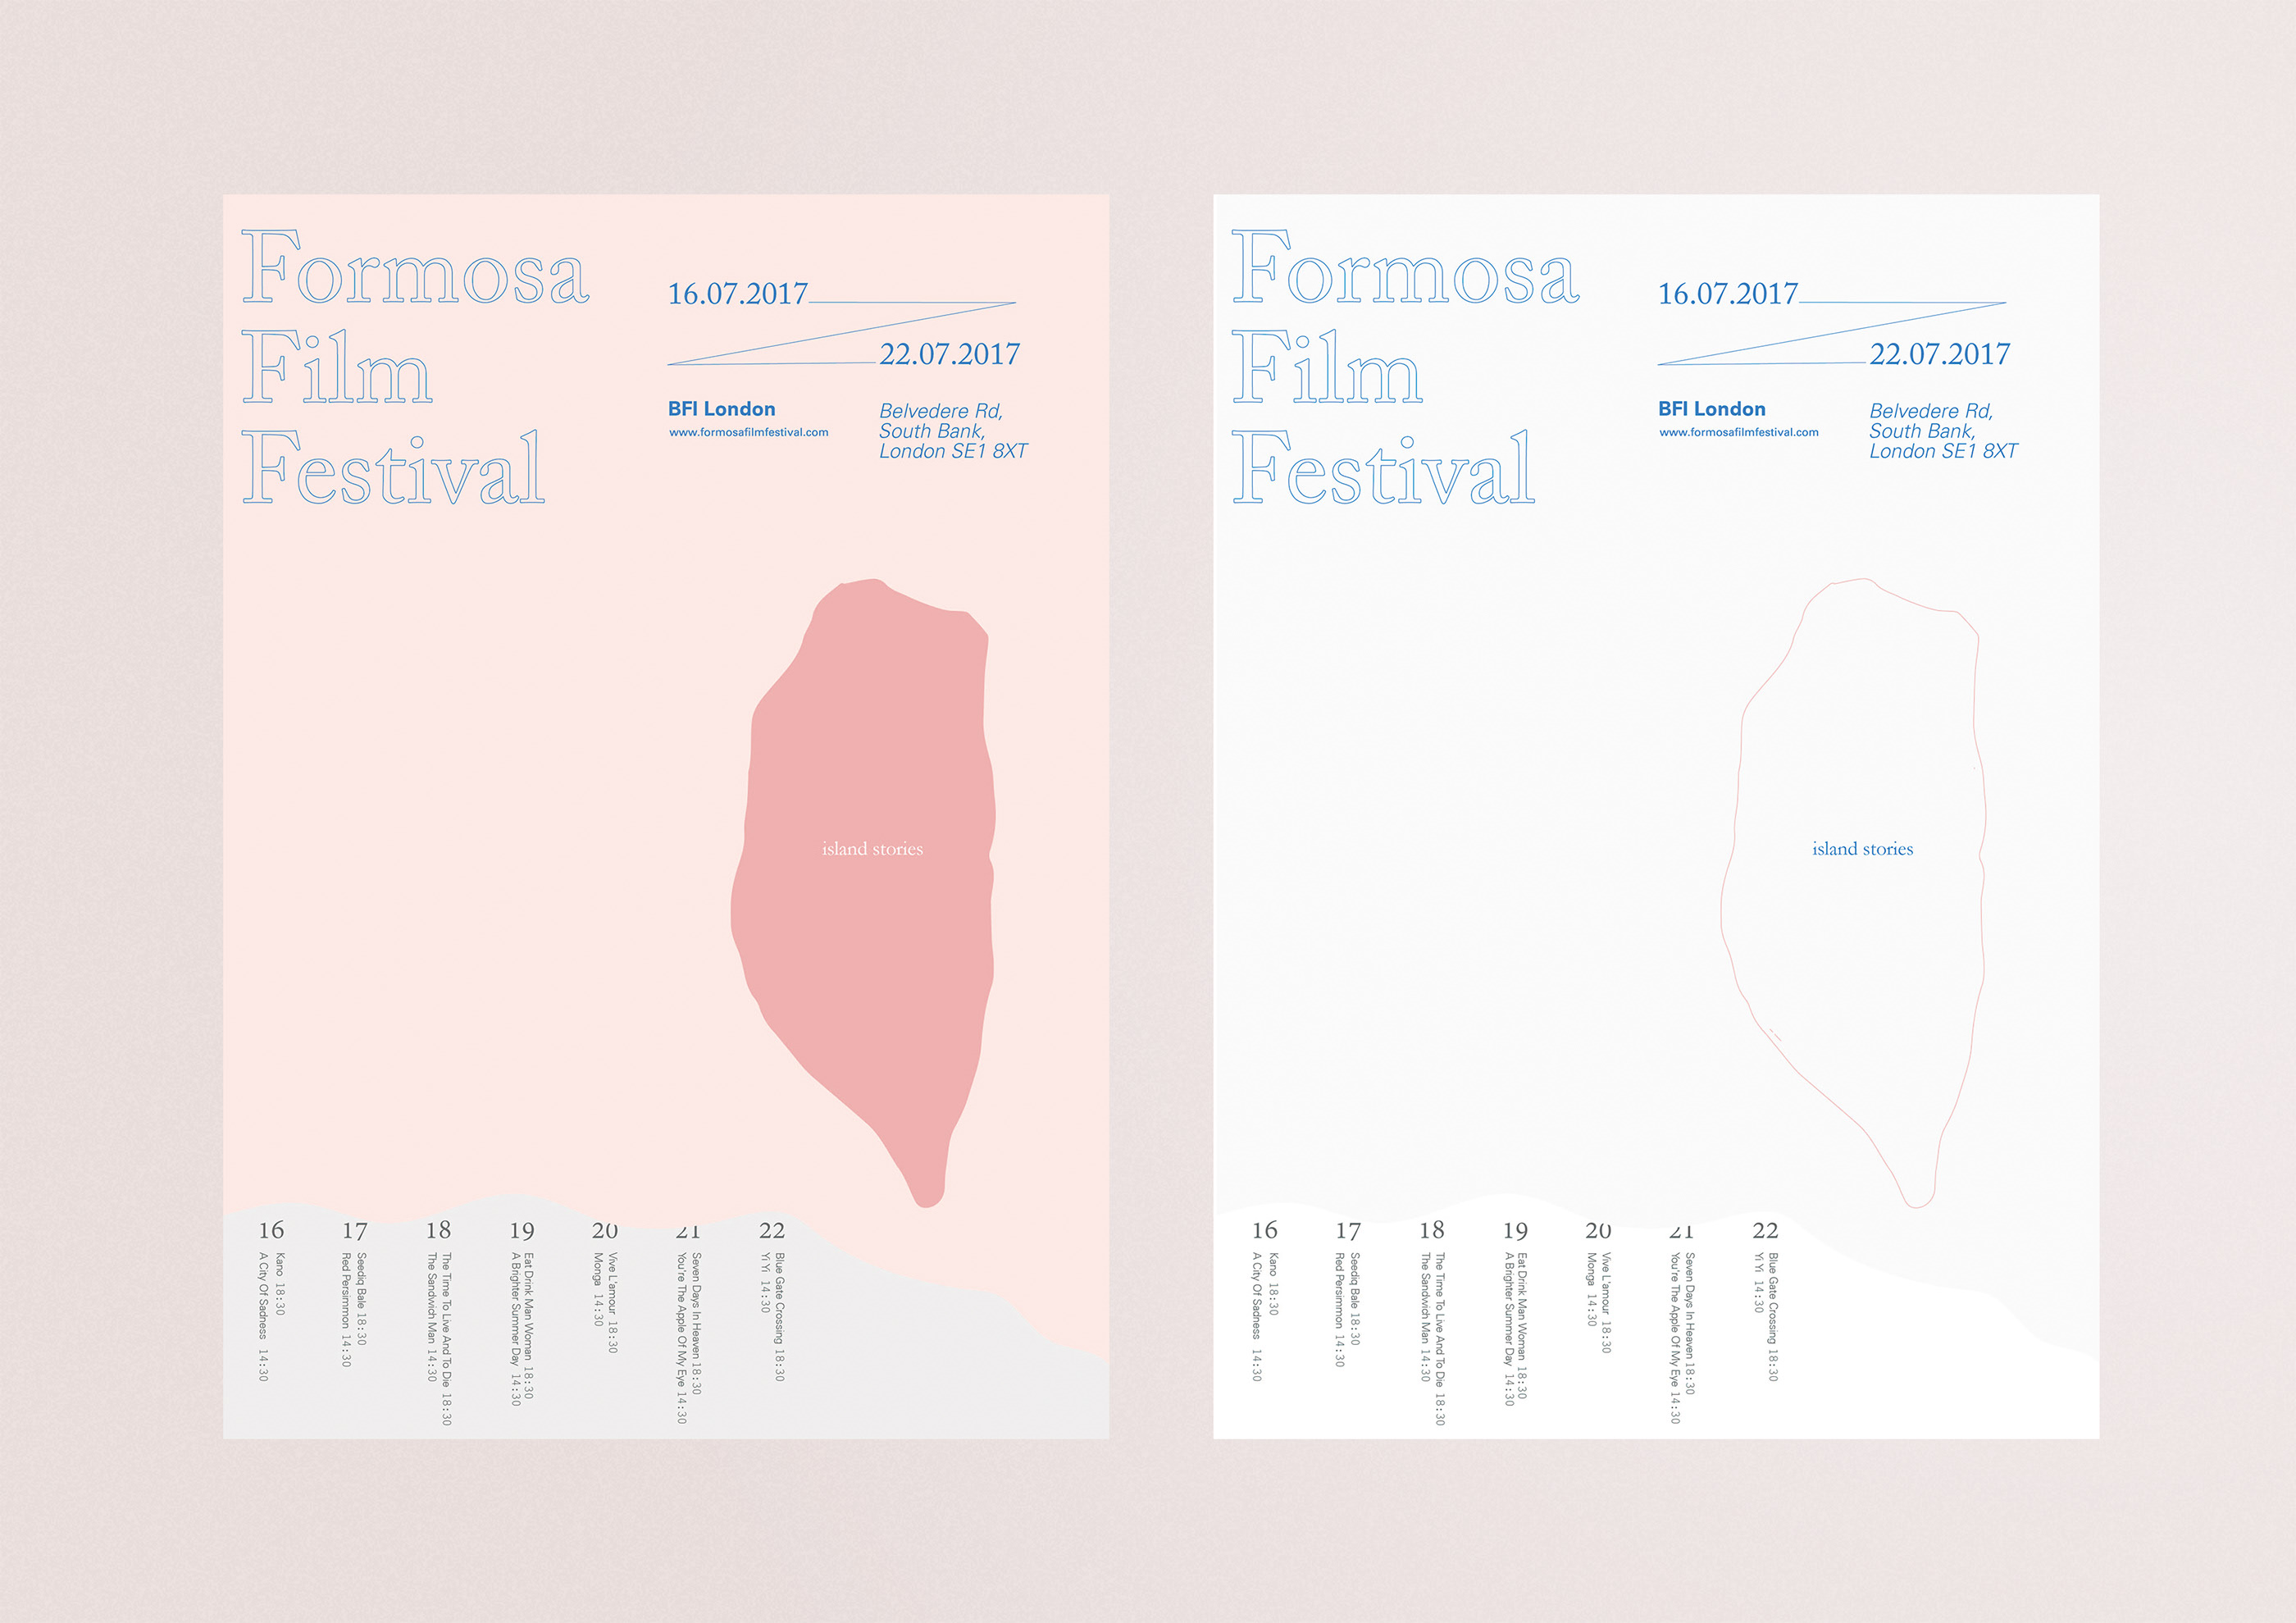 Formosa
Film
Festival
16.07.2017
22.07.2017
BFI London
www.formosafilmfestival.com
Belvedere Rd,
South Bank,
London SE1 8XT
island stories
16
Kano 18:30
A City Of Sadness 14:30
17
Seediq Bale 18:30
Red Persimmon 14:30
18
The Time To Live And To Die 18:30
The Sandwich Man 14:30
19
Eat Drink Man Woman 18:30
A Brighter Summer Day 14:30
20
Vive L'amour 18:30
Monga 14:30
21
Seven Days In Heaven 18:30
You're The Apple Of My Eye 14:30
22
Blue Gate Crossing 18:30
Yi Yi 14:30
Formosa
Film
Festival
16.07.2017
22.07.2017
BFI London
www.formosafilmfestival.com
Belvedere Rd,
South Bank,
London SE1 8XT
island stories
16
Kano 18:30
A City Of Sadness 14:30
17
Seediq Bale 18:30
Red Persimmon 14:30
18
The Time To Live And To Die 18:30
The Sandwich Man 14:30
19
Eat Drink Man Woman 18:30
A Brighter Summer Day 14:30
20
Vive L'amour 18:30
Monga 14:30
21
Seven Days In Heaven 18:30
You're The Apple Of My Eye 14:30
22
Blue Gate Crossing 18:30
Yi Yi 14:30